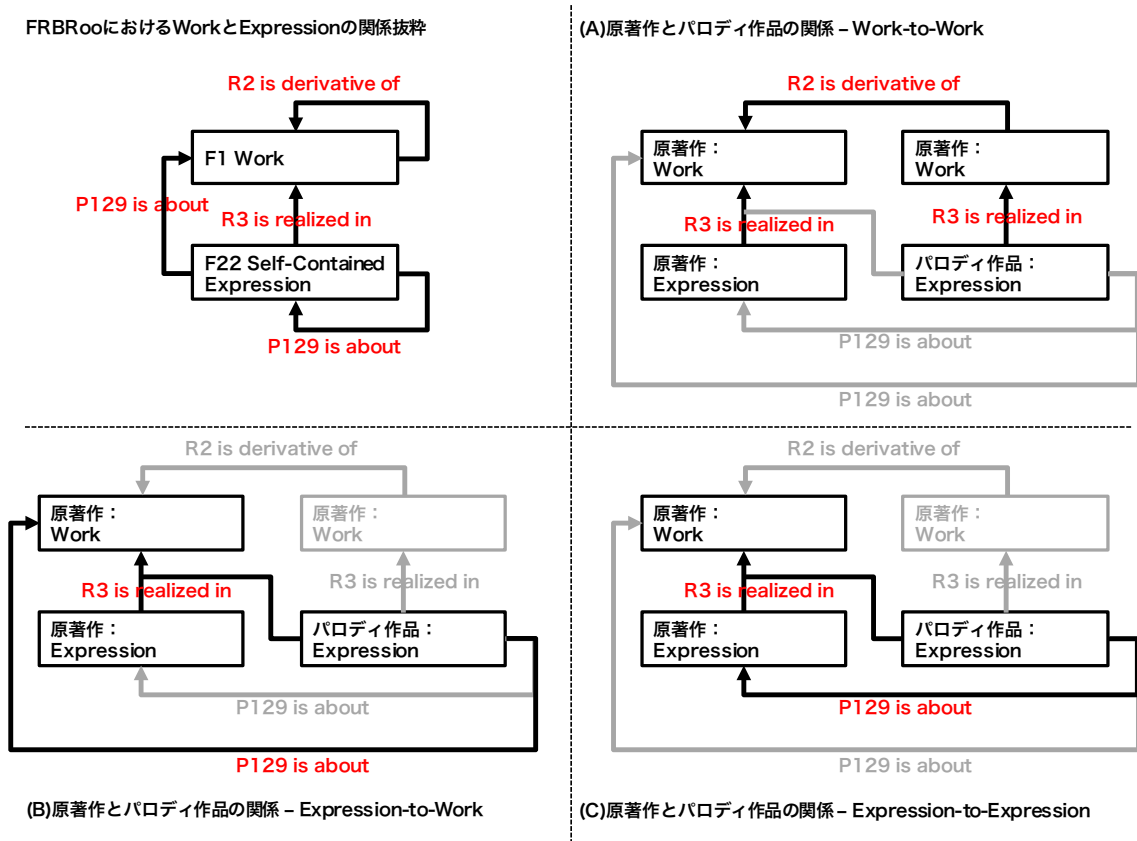 FRBRooにおけるWorkとExpressionの関係抜粋
R2 is derivative of
F1 Work
P129 is about
R3 is realized in
F22 Self-Contained
Expression
P129 is about
(A)原著作とパロディ作品の関係 – Work-to-Work
R2 is derivative of
原著作：
Work
原著作：
Work
R3 is realized in
R3 is realized in
原著作：
Expression
パロディ作品：
Expression
P129 is about
P129 is about
R2 is derivative of
原著作：
Work
原著作：
Work
R3 is realized in
R3 is realized in
原著作：
Expression
パロディ作品：
Expression
P129 is about
P129 is about
(B)原著作とパロディ作品の関係 – Expression-to-Work
R2 is derivative of
原著作：
Work
原著作：
Work
R3 is realized in
R3 is realized in
原著作：
Expression
パロディ作品：
Expression
P129 is about
P129 is about
(C)原著作とパロディ作品の関係 – Expression-to-Expression